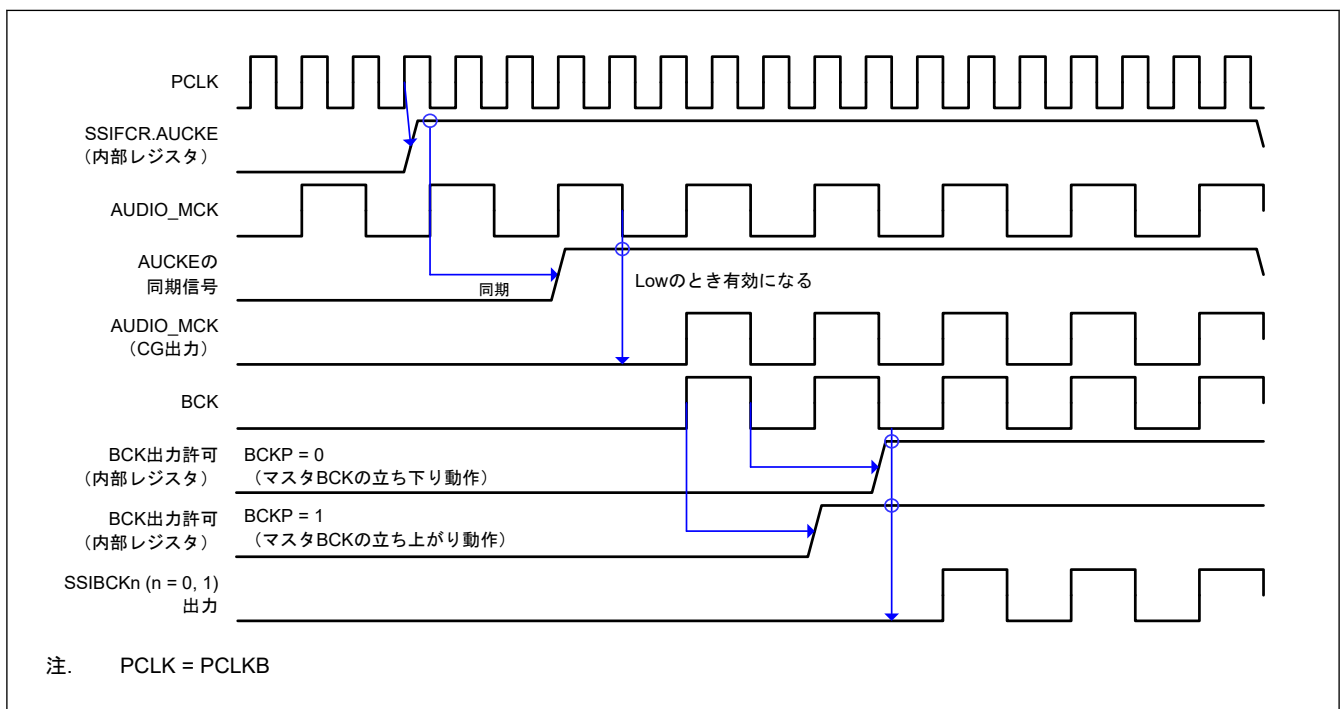 PCLK
SSIFCR.AUCKE
（内部レジスタ）
AUDIO_MCK
AUCKEの
同期信号
同期
Lowのとき有効になる
AUDIO_MCK
（CG出力）
BCK
BCK出力許可
（内部レジスタ）
BCKP = 0
（マスタBCKの立ち下り動作）
BCK出力許可
（内部レジスタ）
BCKP = 1
（マスタBCKの立ち上がり動作）
SSIBCKn (n = 0, 1)
出力
注. PCLK = PCLKB